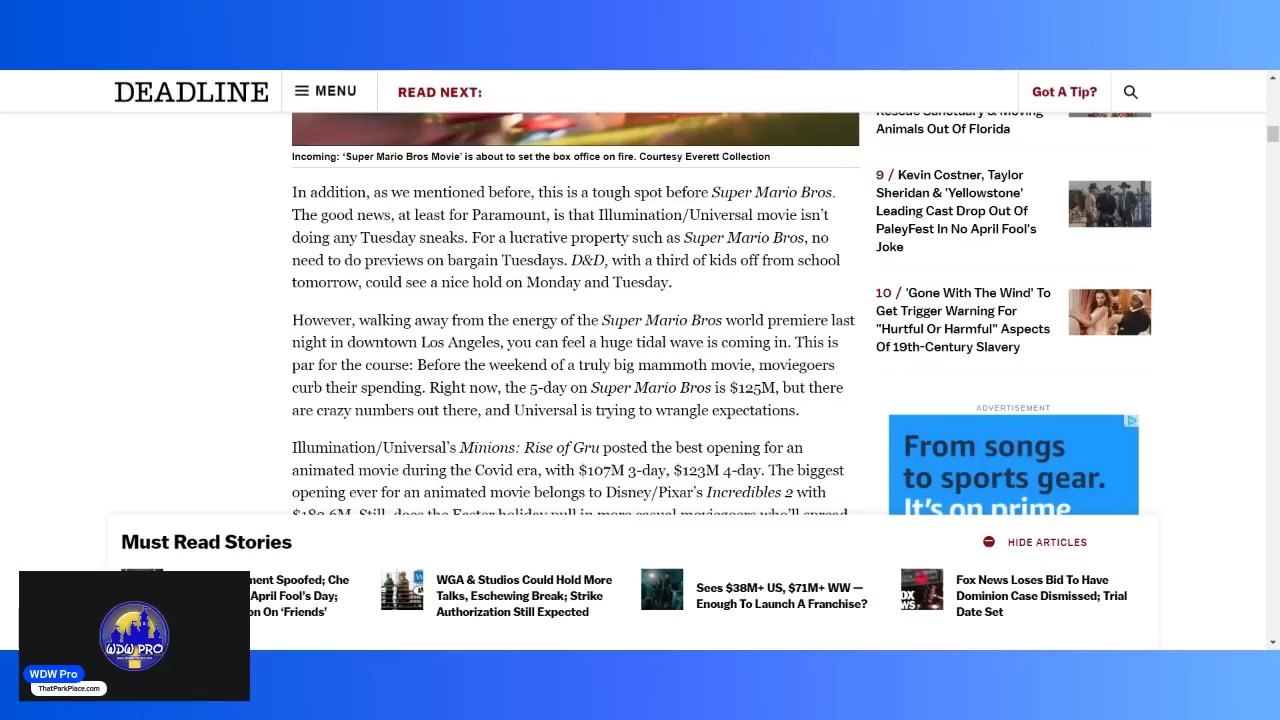 DEADLINE
MENU
READ NEXT:
Got A Tip?
Incoming: ‘Super Mario Bros Movie’ is about to set the box office on fire. Courtesy Everett Collection
In addition, as we mentioned before, this is a tough spot before Super Mario Bros.
The good news, at least for Paramount, is that Illumination/Universal movie isn’t
doing any Tuesday sneaks. For a lucrative property such as Super Mario Bros, no
need to do previews on bargain Tuesdays. D&D, with a third of kids off from school
tomorrow, could see a nice hold on Monday and Tuesday.
However, walking away from the energy of the Super Mario Bros world premiere last
night in downtown Los Angeles, you can feel a huge tidal wave is coming in. This is
par for the course: Before the weekend of a truly big mammoth movie, moviegoers
curb their spending. Right now, the 5-day on Super Mario Bros is $125M, but there
are crazy numbers out there, and Universal is trying to wrangle expectations.
Illumination/Universal’s Minions: Rise of Gru posted the best opening for an
animated movie during the Covid era, with $107M 3-day, $123M 4-day. The biggest
opening ever for an animated movie belongs to Disney/Pixar’s Incredibles 2 with
Still, does the Easter holiday pull in more casual moviegoers who’ll spread
Rescue Sanctuary & Moving
Animals Out Of Florida
9 / Kevin Costner, Taylor
Sheridan & 'Yellowstone'
Leading Cast Drop Out Of
PaleyFest In No April Fool's
Joke
10 / 'Gone With The Wind' To
Get Trigger Warning For
"Hurtful Or Harmful" Aspects
Of 19th-Century Slavery
ADVERTISEMENT
From songs
to sports gear.
It's on prime
Must Read Stories
HIDE ARTICLES
ment Spoofed; Che
April Fool’s Day;
on On ‘Friends’
WGA & Studios Could Hold More
Talks, Eschewing Break; Strike
Authorization Still Expected
Sees $38M+ US, $71M+ WW —
Enough To Launch A Franchise?
Fox News Loses Bid To Have
Dominion Case Dismissed; Trial
Date Set
WDW PRO
WDW Pro
ThatParkPlace.com